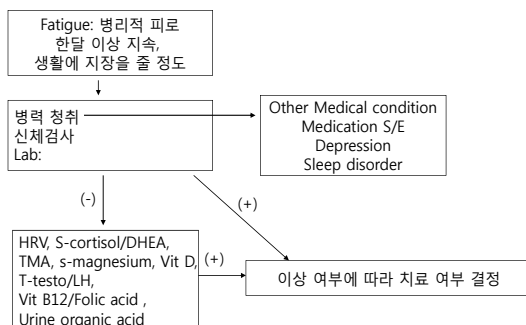 Fatigue: 병리적 피로
한달 이상 지속,
생활에 지장을 줄 정도
병력 청취
신체검사
Lab:
Other Medical condition
Medication S/E
Depression
Sleep disorder
(-)
(+)
HRV, S-cortisol/DHEA,
TMA, s-magnesium, Vit D,
T-testo/LH,
Vit B12/Folic acid ,
Urine organic acid
(+)
이상 여부에 따라 치료 여부 결정